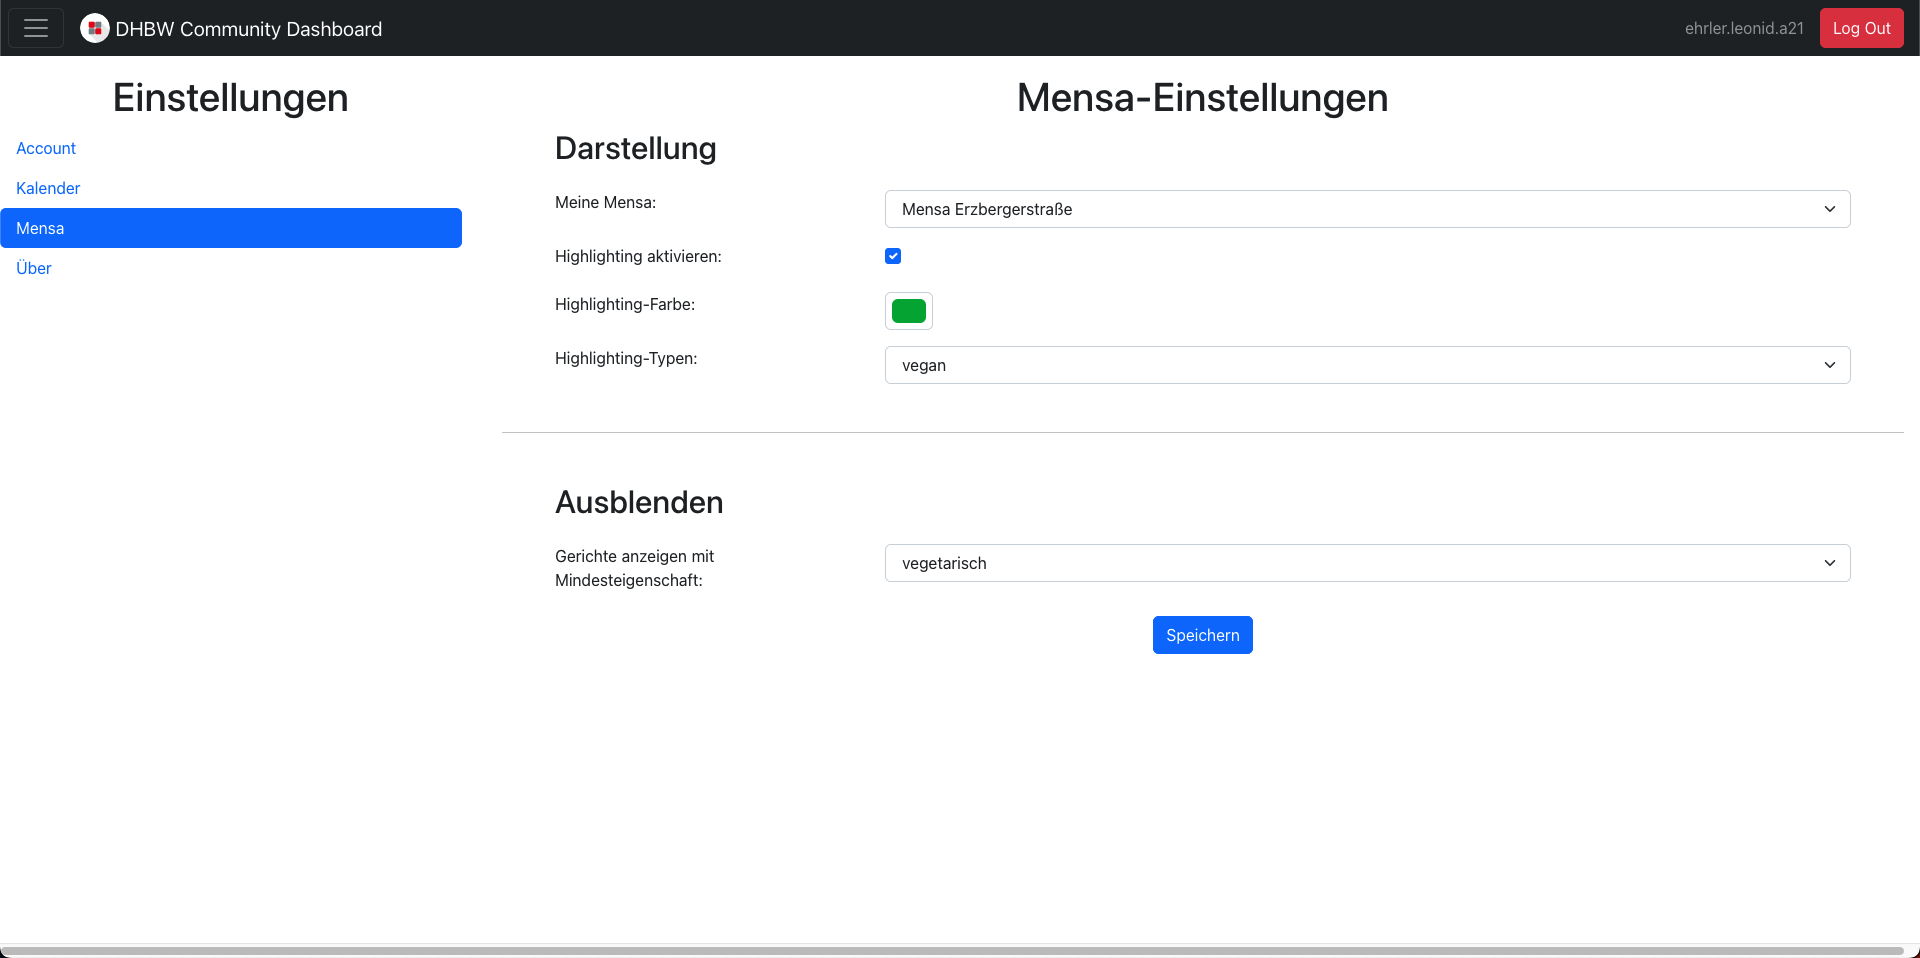 DHBW Community Dashboard
ehrler.leonid.a21
Log Out
Einstellungen
Account
Kalender
Mensa
Über
Mensa-Einstellungen
Darstellung
Meine Mensa:
Mensa Erzbergerstraße
Highlighting aktivieren:
Highlighting-Farbe:
Highlighting-Typen:
vegan
Ausblenden
Gerichte anzeigen mit
Mindesteigenschaft:
vegetarisch
Speichern